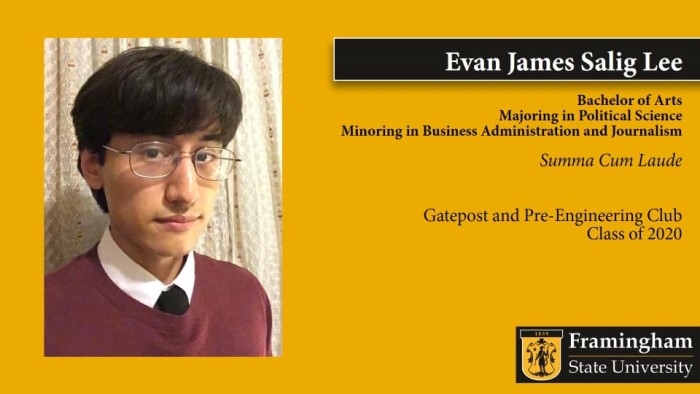 Evan James Salig Lee
Bachelor of Arts
Majoring in Political Science
Minoring in Business Administration and Journalism
Summa Cum Laude
Gatepost and Pre-Engineering Club
Class of 2020
1839
Framingham
State University